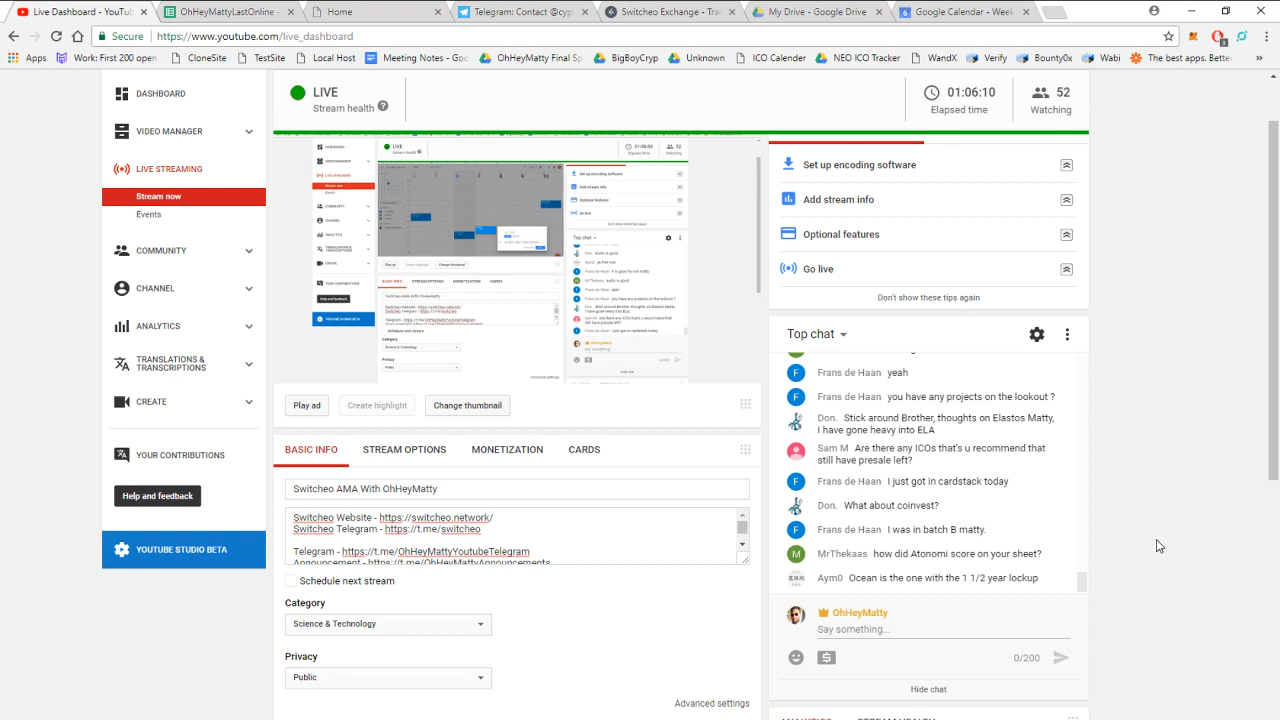 Live Dashboard - YouTu
OhHeyMattyLastOnline
Home
Telegram: Contact @cyp
Switcheo Exchange - Tra
My Drive - Google Drive
Google Calendar - Week
Secure
https://www.youtube.com/live_dashboard
Apps
Work: First 200 open
CloneSite
TestSite
List
Meeting Notes - Goo
OhHeyMatty Final Sp
BigBoyCryp
Unknown
ICO Calender
NEO ICO Tracker
WandX
Verify
Bounty0x
Wabi
The best apps. Better
DASHBOARD
VIDEO MANAGER
LIVE STREAMING
Stream now
Events
COMMUNITY
CHANNEL
ANALYTICS
TRANSLATIONS &
TRANSCRIPTIONS
CREATE
YOUR CONTRIBUTIONS
Help and feedback
YOUTUBE STUDIO BETA
LIVE
Stream health
01:06:10
Elapsed time
52
Watching
Play ad
Create highlight
Change thumbnail
BASIC INFO
STREAM OPTIONS
MONETIZATION
CARDS
Switcheo AMA With OhHeyMatty
Switcheo Website - https://switcheo.network/
Switcheo Telegram - https://t.me/switcheo
Telegram - https://t.me/OhHeyMattyYoutubeTelegram
Announcement - https://t.me/OhHeyMattyAnnouncements
Schedule next stream
Category
Science & Technology
Privacy
Public
Advanced settings
Set up encoding software
Add stream info
Optional features
Go live
Don't show these tips again
Top chat
Frans de Haan yeah
Frans de Haan you have any projects on the lookout ?
Don. Stick around Brother, thoughts on Elastos Matty,
I have gone heavy into ELA
Sam M Are there any ICOs that's u recommend that
still have presale left?
Frans de Haan I just got in cardstack today
Don. What about coinvest?
Frans de Haan I was in batch B matty.
MrThekaas how did Atonomi score on your sheet?
Aym0 Ocean is the one with the 1 1/2 year lockup
OhHeyMatty
Say something...
0/200
Hide chat